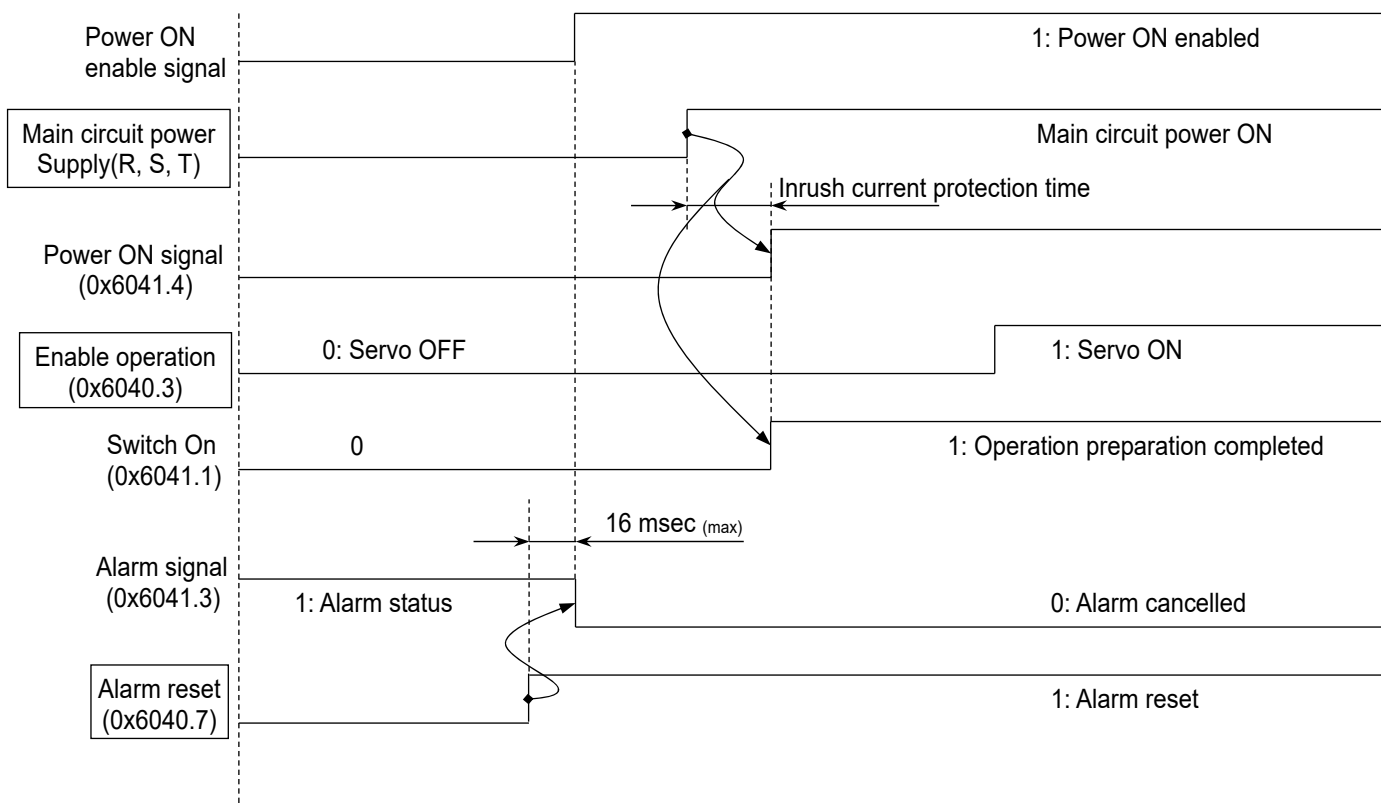 Power ON
enable signal
1: Power ON enabled
Main circuit power
Supply(R, S, T)
Main circuit power ON
Inrush current protection time
Power ON signal
(0x6041.4)
Enable operation
(0x6040.3)
0: Servo OFF
1: Servo ON
Switch On
(0x6041.1)
0
1: Operation preparation completed
16 msec (max)
Alarm signal
(0x6041.3)
1: Alarm status
0: Alarm cancelled
Alarm reset
(0x6040.7)
1: Alarm reset